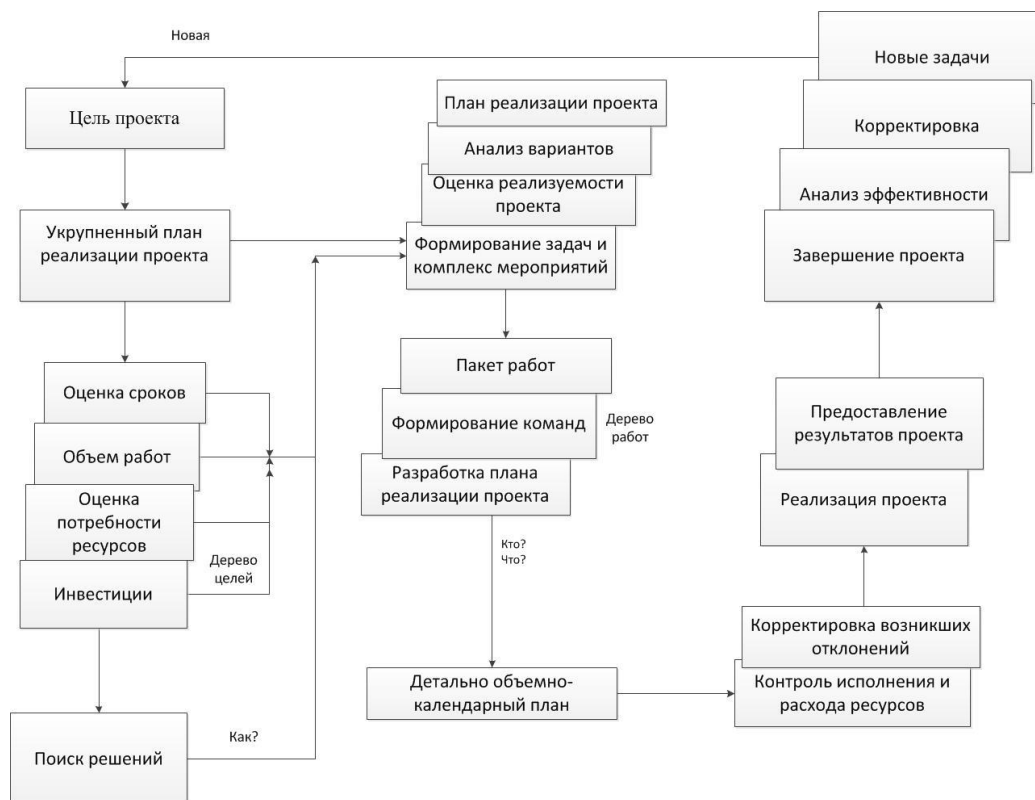 Новая
Цель проекта
Укрупненный план
реализации проекта
Оценка сроков
Объем работ
Оценка
потребности
ресурсов
Дерево
целей
Инвестиции
Поиск решений
Как?
План реализации проекта
Анализ вариантов
Оценка реализуемости
проекта
Формирование задач и
комплекс мероприятий
Пакет работ
Формирование команд
Дерево
работ
Разработка плана
реализации проекта
Кто?
Что?
Детально объемно-
календарный план
Новые задачи
Корректировка
Анализ эффективности
Завершение проекта
Предоставление
результатов проекта
Реализация проекта
Корректировка возникших
отклонений
Контроль исполнения и
расхода ресурсов